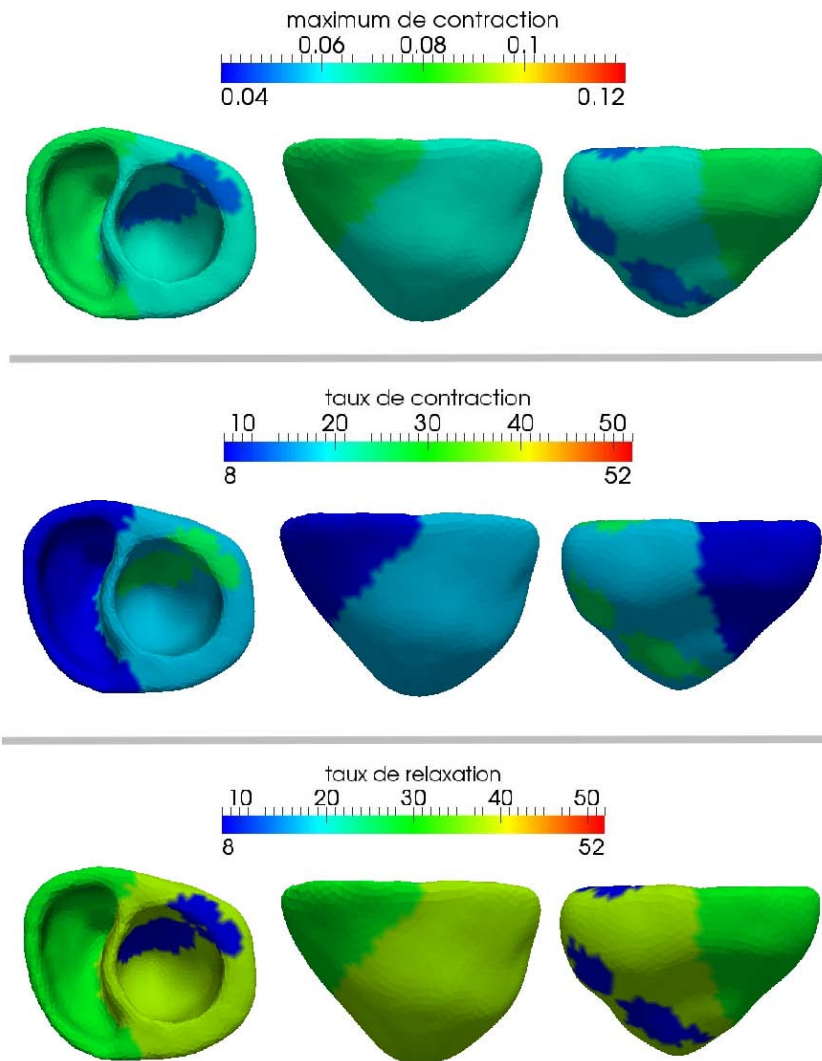 maximum de contraction
0.06 0.08 0.1
0.04 0.12
taux de contraction
10 20 30 40 50
8 52
taux de relaxation
10 20 30 40 50
8 52